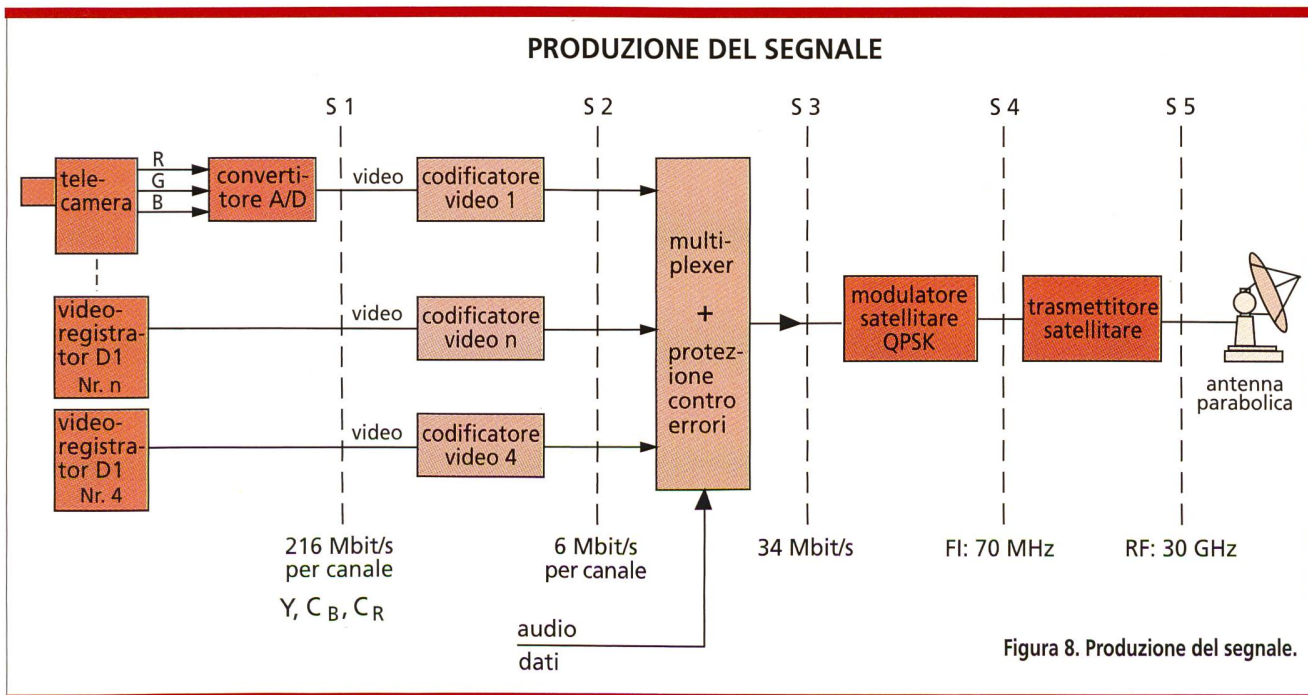 PRODUZIONE DEL SEGNALE
S 1
S 2
S 3
S 4
S 5
tele-
camera
R
G
B
converti-
tore A/D
video
codificatore
video 1
video-
registra-
tor D1
Nr. n
video
codificatore
video n
video-
registra-
tor D1
Nr. 4
video
codificatore
video 4
multi-
plexer
+
protez-
zione
contro
errori
modulatore
satellitare
QPSK
trasmettitore
satellitare
antenna
parabolica
216 Mbit/s
per canale
Y, C B, C R
6 Mbit/s
per canale
34 Mbit/s
FI: 70 MHz
RF: 30 GHz
audio
dati
Figura 8. Produzione del segnale.